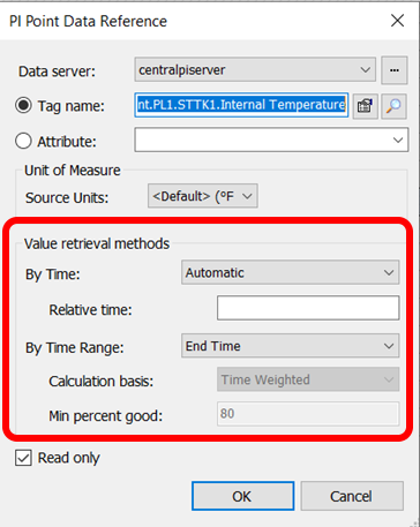 PI Point Data Reference
Data server: centralpiserver ...
Tag name: nt.PL1.STTK1.Internal Temperature
Attribute:
Unit of Measure
Source Units: <Default> (°F
Value retrieval methods
By Time: Automatic
Relative time:
By Time Range: End Time
Calculation basis: Time Weighted
Min percent good: 80
Read only
OK Cancel